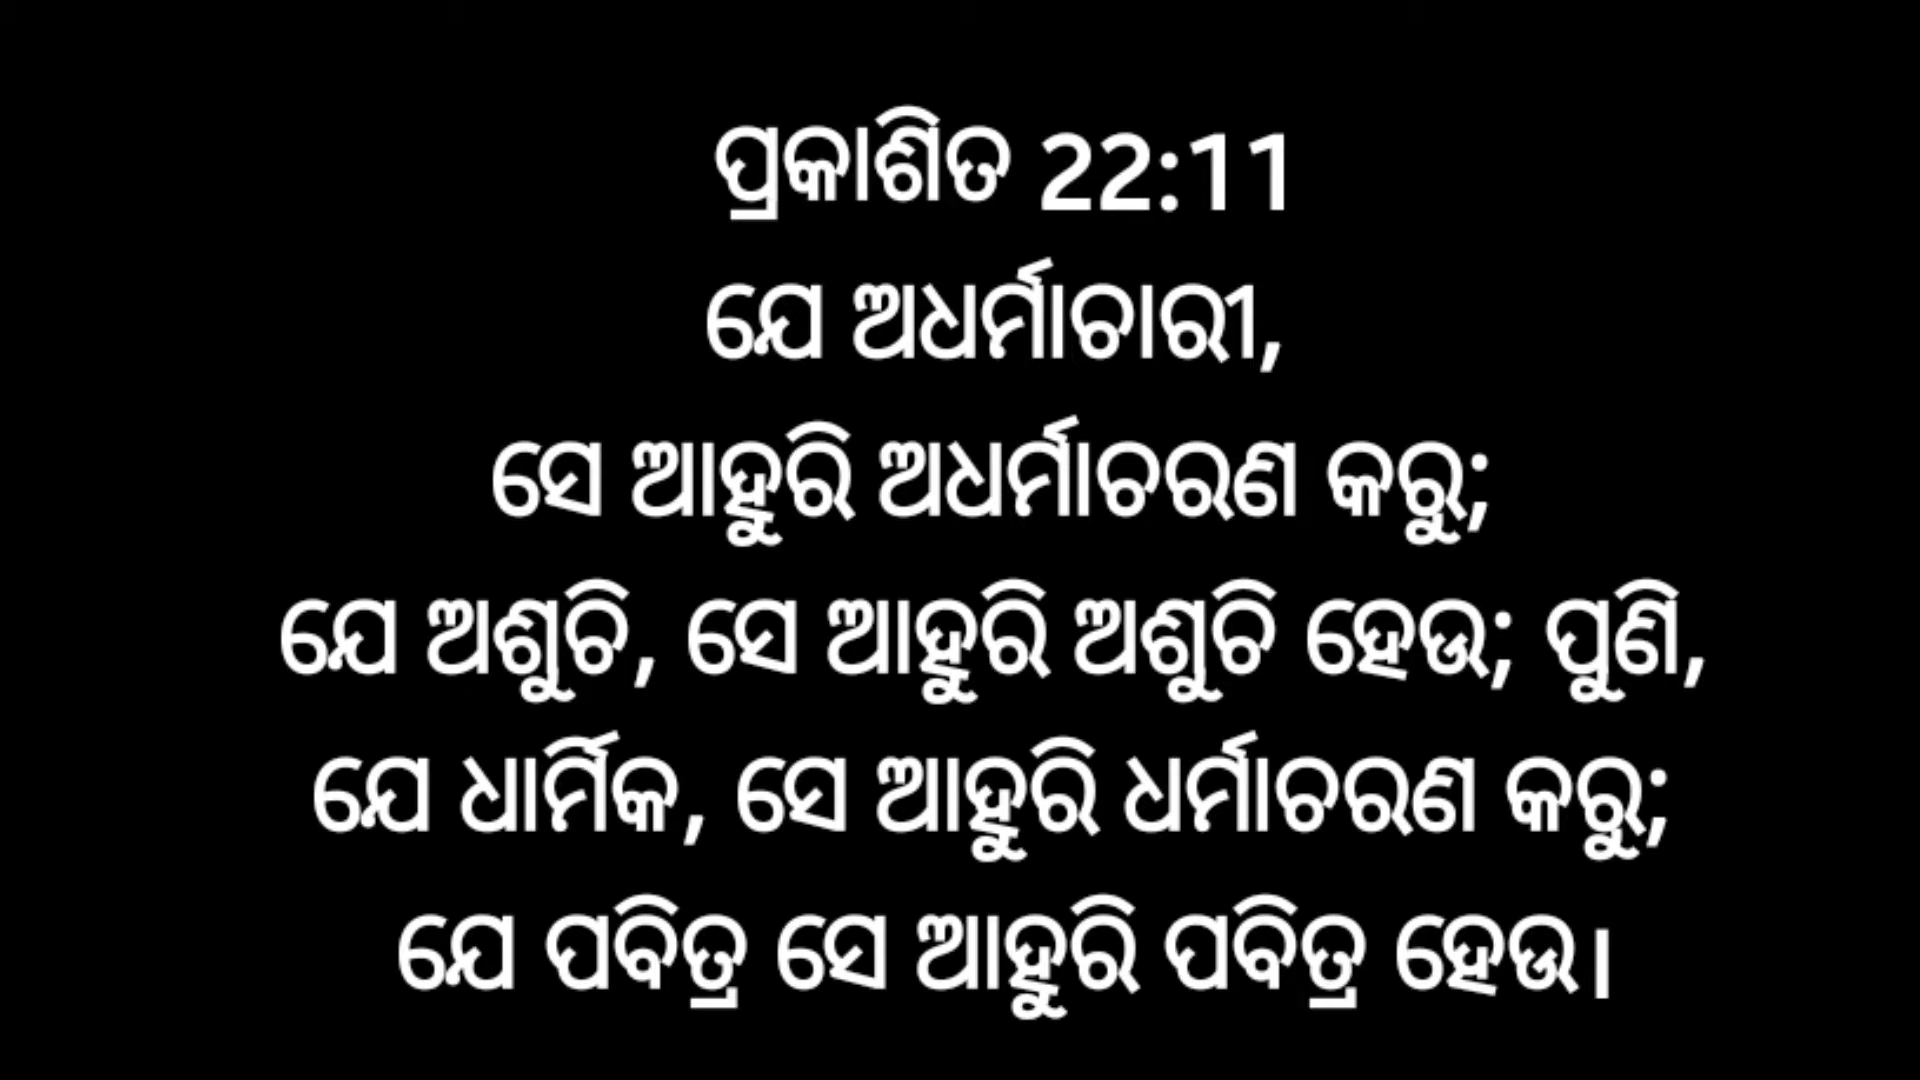 ପ୍ରକାଶିତ 22:11
ଯେ ଅଧର୍ମାଚାରୀ,
ସେ ଆହୁରି ଅଧର୍ମାଚରଣ କରୁ;
ଯେ ଅଶୁଚି, ସେ ଆହୁରି ଅଶୁଚି ହେଉ; ପୁଣି,
ଯେ ଧାର୍ମିକ, ସେ ଆହୁରି ଧର୍ମାଚରଣ କରୁ;
ଯେ ପବିତ୍ର ସେ ଆହୁରି ପବିତ୍ର ହେଉ।